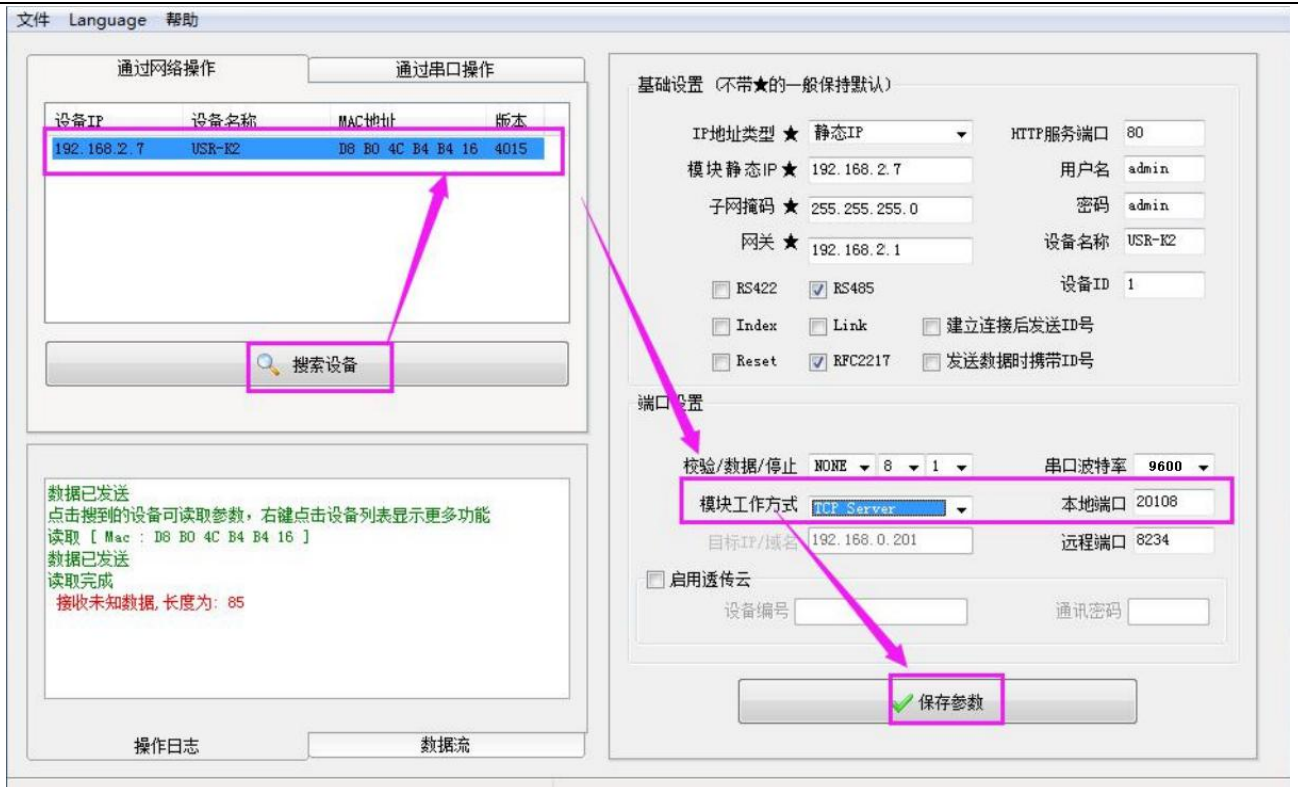 文件 Language 帮助
通过网络操作 通过串口操作
设备IP 设备名称 MAC地址 版本
192.168.2.7 USR-K2 D8 B0 4C B4 B4 16 4015
搜索设备
数据已发送
点击搜到的设备可读取参数，右键点击设备列表显示更多功能
读取 [ Mac : D8 B0 4C B4 B4 16 ]
数据已发送
读取完成
接收未知数据,长度为: 85
操作日志 数据流
基础设置 (不带★的一般保持默认)
IP地址类型 ★ 静态IP HTTP服务端口 80
模块静态IP ★ 192.168.2.7 用户名 admin
子网掩码 ★ 255.255.255.0 密码 admin
网关 ★ 192.168.2.1 设备名称 USR-K2
RS422 RS485 设备ID 1
Index Link 建立连接后发送ID号
Reset RFC2217 发送数据时携带ID号
端口设置
校验/数据/停止 NONE 8 1 串口波特率 9600
模块工作方式 TCP Server 本地端口 20108
目标IP/域名 192.168.0.201 远程端口 8234
启用透传云
设备编号 通讯密码
保存参数